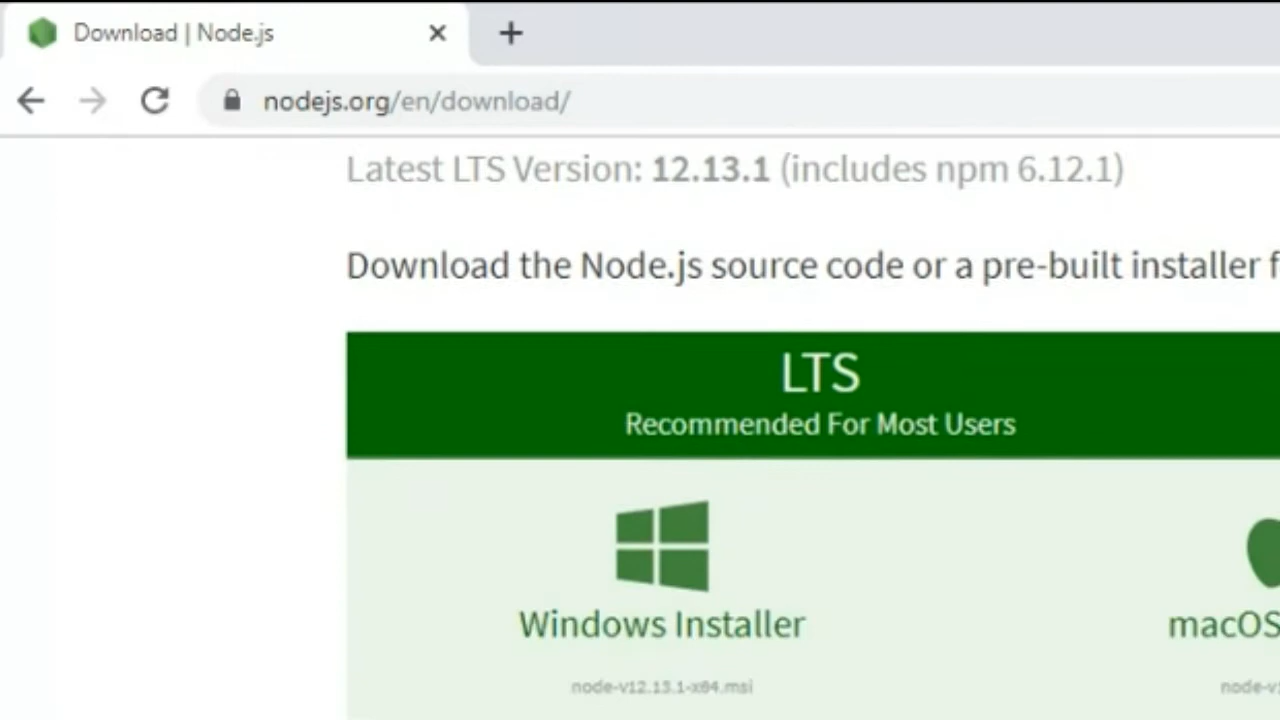 Download | Node.js
nodejs.org/en/download/
Latest LTS Version: 12.13.1 (includes npm 6.12.1)
Download the Node.js source code or a pre-built installer f
LTS
Recommended For Most Users
Windows Installer
macOS
node-v12.13.1-x64.msi
node-v1